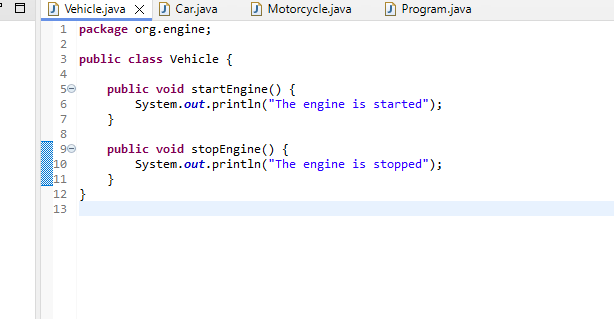 Vehicle.java Car.java Motorcycle.java Program.java
1 package org.engine;
2
3 public class Vehicle {
4
5 public void startEngine() {
6 System.out.println("The engine is started");
7 }
8
9 public void stopEngine() {
10 System.out.println("The engine is stopped");
11 }
12 }
13